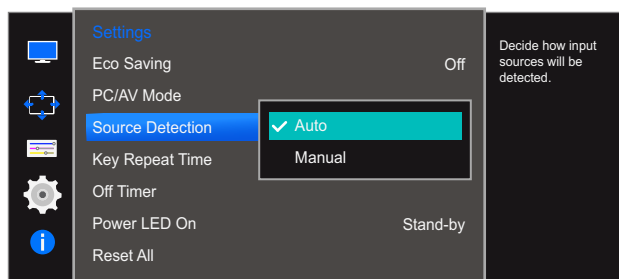 Settings
Eco Saving Off
PC/AV Mode
Source Detection
Auto
Manual
Key Repeat Time
Off Timer
Power LED On Stand-by
Reset All
Decide how input
sources will be
detected.